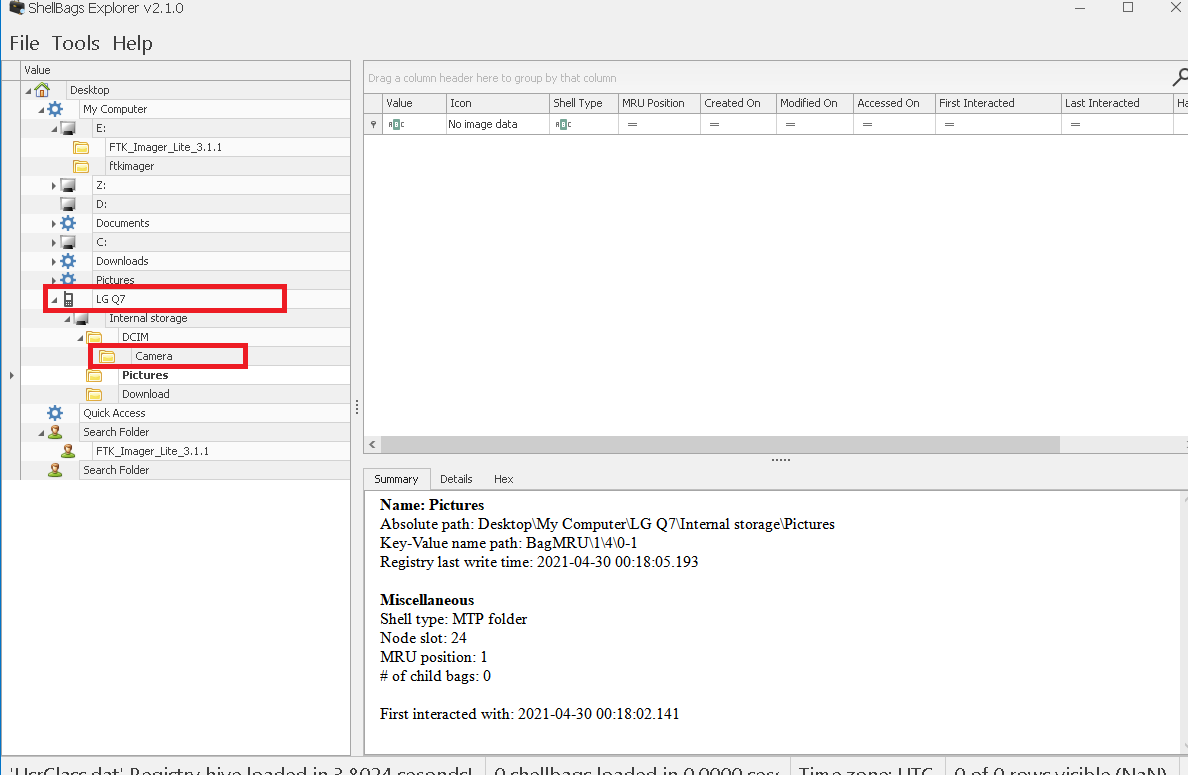 ShellBags Explorer v2.1.0
File Tools Help
Value
Desktop
My Computer
E:
FTK_Imager_Lite_3.1.1
ftkimager
Z:
D:
Documents
C:
Downloads
Pictures
LG Q7
Internal storage
DCIM
Camera
Pictures
Download
Quick Access
Search Folder
FTK_Imager_Lite_3.1.1
Search Folder
Drag a column header here to group by that column
Value Icon Shell Type MRU Position Created On Modified On Accessed On First Interacted Last Interacted Ha
ABC No image data ABC = = = = = =
Summary Details Hex
Name: Pictures
Absolute path: Desktop\My Computer\LG Q7\Internal storage\Pictures
Key-Value name path: BagMRU\1\4\0-1
Registry last write time: 2021-04-30 00:18:05.193
Miscellaneous
Shell type: MTP folder
Node slot: 24
MRU position: 1
# of child bags: 0
First interacted with: 2021-04-30 00:18:02.141
'UsrClass.dat' Registry hive loaded in 3.8024 seconds! 0 shellbags loaded in 0.0000 sec Time zone: UTC 0 of 0 rows visible (NaN)